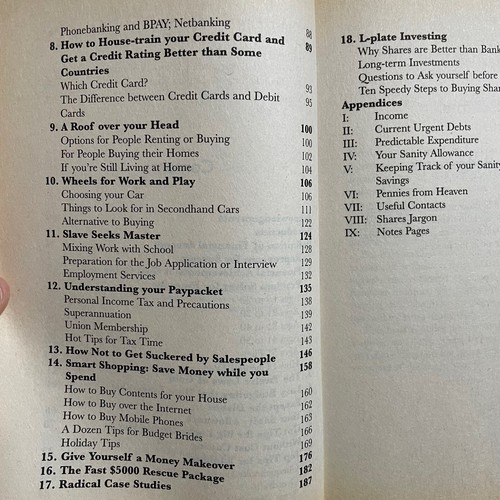 Phonebanking and BPAY; Netbanking 88
8. How to House-train your Credit Card and 89
Get a Credit Rating Better than Some
Countries
Which Credit Card? 93
The Difference between Credit Cards and Debit 95
Cards
9. A Roof over your Head 100
Options for People Renting or Buying 100
For People Buying their Homes 102
If you're Still Living at Home 104
10. Wheels for Work and Play 106
Choosing your Car 106
Things to Look for in Secondhand Cars 111
Alternative to Buying 122
11. Slave Seeks Master 124
Mixing Work with School 128
Preparation for the Job Application or Interview 129
Employment Services 132
12. Understanding your Paypacket 135
Personal Income Tax and Precautions 138
Superannuation 139
Union Membership 142
Hot Tips for Tax Time 143
13. How Not to Get Suckered by Salespeople 146
14. Smart Shopping: Save Money while you 158
Spend
How to Buy Contents for your House 160
How to Buy over the Internet 162
How to Buy Mobile Phones 163
A Dozen Tips for Budget Brides 166
Holiday Tips 169
15. Give Yourself a Money Makeover 176
16. The Fast $5000 Rescue Package 182
17. Radical Case Studies 187
18. L-plate Investing
Why Shares are Better than Bank
Long-term Investments
Questions to Ask yourself before
Ten Speedy Steps to Buying Shar
Appendices
I: Income
II: Current Urgent Debts
III: Predictable Expenditure
IV: Your Sanity Allowance
V: Keeping Track of your Sanity
Savings
VI: Pennies from Heaven
VII: Useful Contacts
VIII: Shares Jargon
IX: Notes Pages